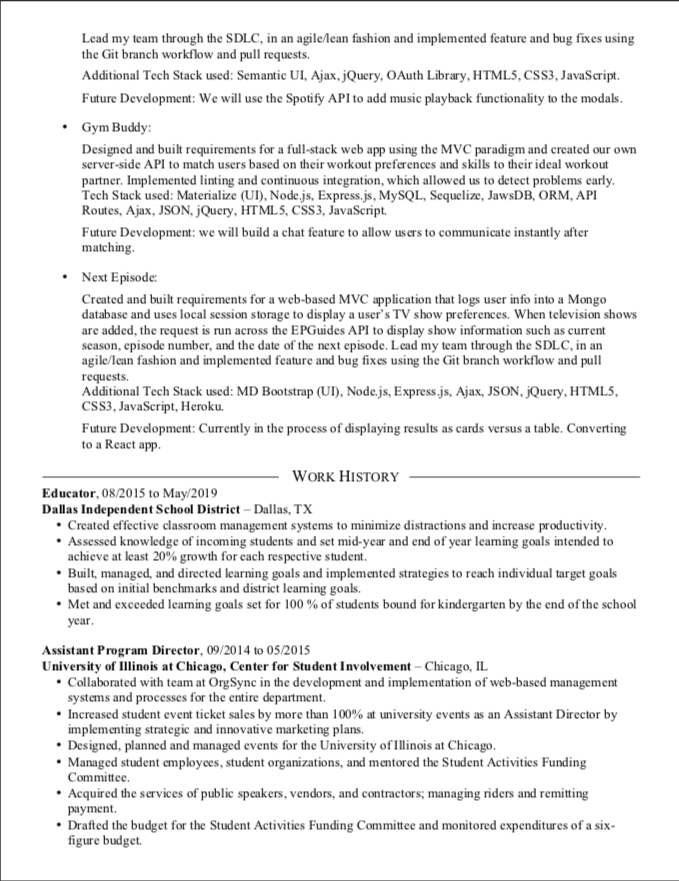 Lead my team through the SDLC, in an agile/lean fashion and implemented feature and bug fixes using
the Git branch workflow and pull requests.
Additional Tech Stack used: Semantic UI, Ajax, jQuery, OAuth Library, HTML5, CSS3, JavaScript.
Future Development: We will use the Spotify API to add music playback functionality to the modals.
• Gym Buddy:
Designed and built requirements for a full-stack web app using the MVC paradigm and created our own
server-side API to match users based on their workout preferences and skills to their ideal workout
partner. Implemented linting and continuous integration, which allowed us to detect problems early.
Tech Stack used: Materialize (UI), Node.js, Express.js, MySQL, Sequelize, JawsDB, ORM, API
Routes, Ajax, JSON, jQuery, HTML5, CSS3, JavaScript.
Future Development: we will build a chat feature to allow users to communicate instantly after
matching.
• Next Episode:
Created and built requirements for a web-based MVC application that logs user info into a Mongo
database and uses local session storage to display a user's TV show preferences. When television shows
are added, the request is run across the EPGuides API to display show information such as current
season, episode number, and the date of the next episode. Lead my team through the SDLC, in an
agile/lean fashion and implemented feature and bug fixes using the Git branch workflow and pull
requests.
Additional Tech Stack used: MD Bootstrap (UI), Node.js, Express.js, Ajax, JSON, jQuery, HTML5,
CSS3, JavaScript, Heroku.
Future Development: Currently in the process of displaying results as cards versus a table. Converting
to a React app.
WORK HISTORY
Educator, 08/2015 to May/2019
Dallas Independent School District – Dallas, TX
• Created effective classroom management systems to minimize distractions and increase productivity.
• Assessed knowledge of incoming students and set mid-year and end of year learning goals intended to
achieve at least 20% growth for each respective student.
• Built, managed, and directed learning goals and implemented strategies to reach individual target goals
based on initial benchmarks and district learning goals.
• Met and exceeded learning goals set for 100 % of students bound for kindergarten by the end of the school
year.
Assistant Program Director, 09/2014 to 05/2015
University of Illinois at Chicago, Center for Student Involvement – Chicago, IL
• Collaborated with team at OrgSync in the development and implementation of web-based management
systems and processes for the entire department.
• Increased student event ticket sales by more than 100% at university events as an Assistant Director by
implementing strategic and innovative marketing plans.
• Designed, planned and managed events for the University of Illinois at Chicago.
• Managed student employees, student organizations, and mentored the Student Activities Funding
Committee.
• Acquired the services of public speakers, vendors, and contractors; managing riders and remitting
payment.
• Drafted the budget for the Student Activities Funding Committee and monitored expenditures of a six-
figure budget.